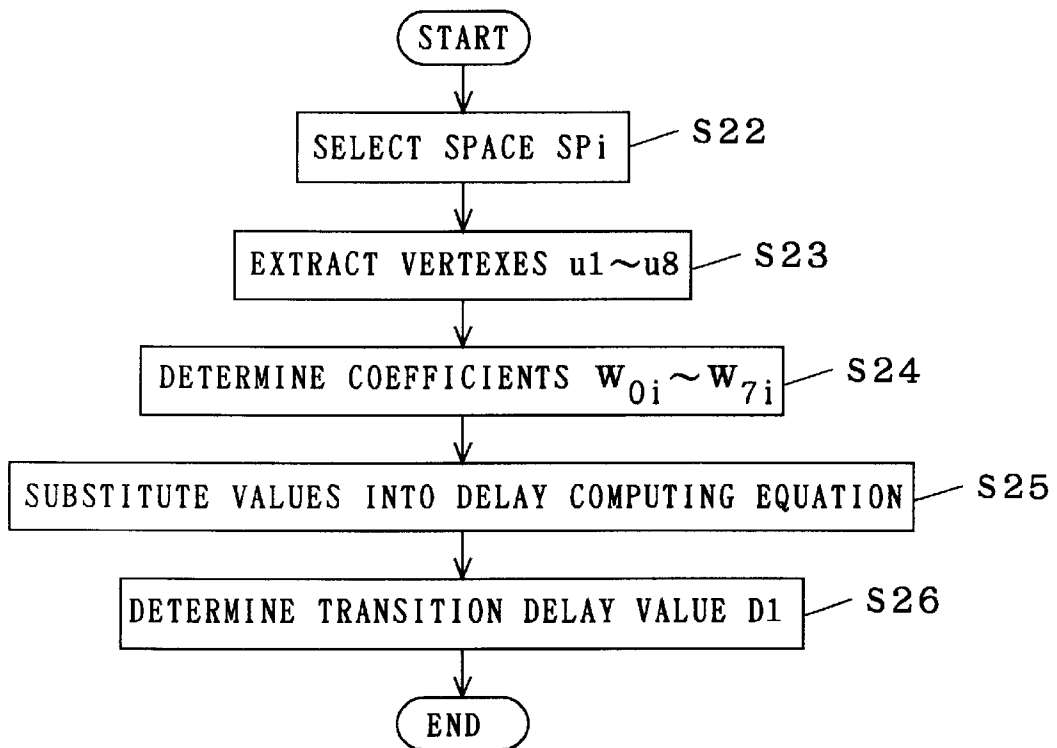 START
SELECT SPACE SPi
S22
EXTRACT VERTEXES u1～u8
S23
DETERMINE COEFFICIENTS W0i～W7i
S24
SUBSTITUTE VALUES INTO DELAY COMPUTING EQUATION
S25
DETERMINE TRANSITION DELAY VALUE D1
S26
END